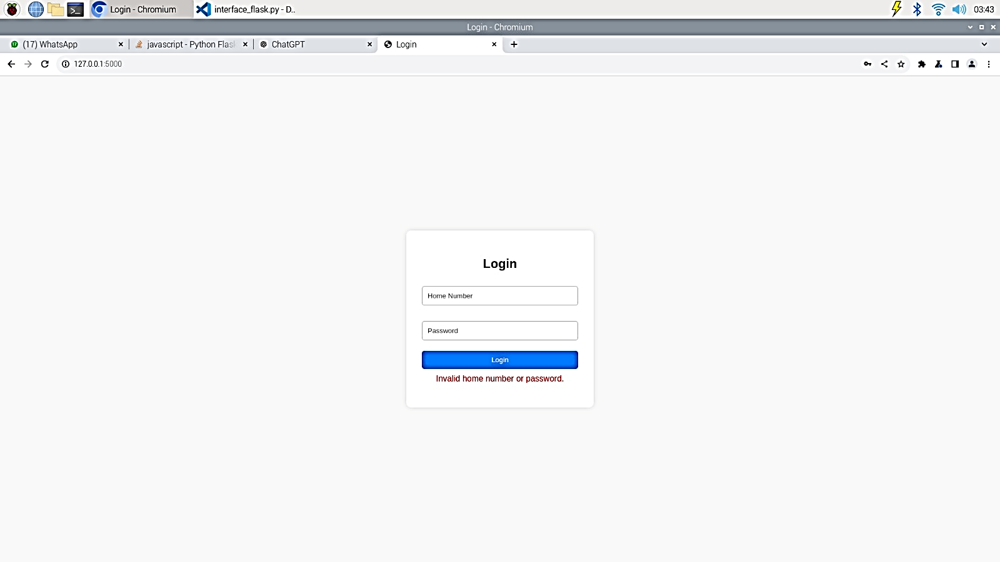 Login - Chromium
interface_flask.py - D..
03:43
Login - Chromium
(17) WhatsApp
javascript - Python Flas
ChatGPT
Login
127.0.0.1:5000
Login
Home Number
Password
Login
Invalid home number or password.